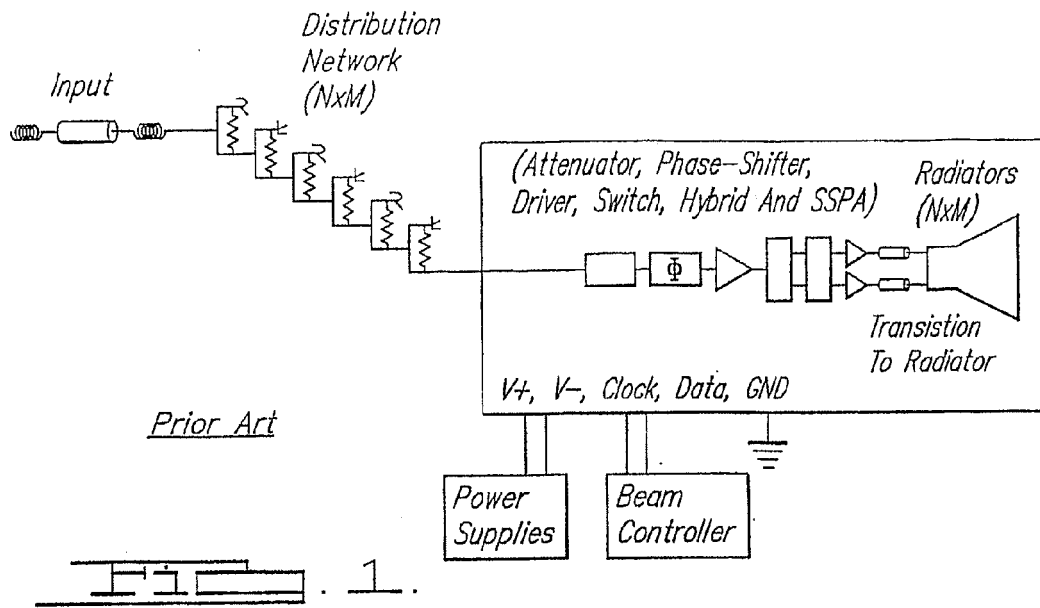 Distribution
Network
(NxM)
Input
(Attenuator, Phase-Shifter,
Driver, Switch, Hybrid And SSPA)
Radiators
(NxM)
Φ
Transistion
To Radiator
V+, V-, Clock, Data, GND
Prior Art
Power
Supplies
Beam
Controller
1